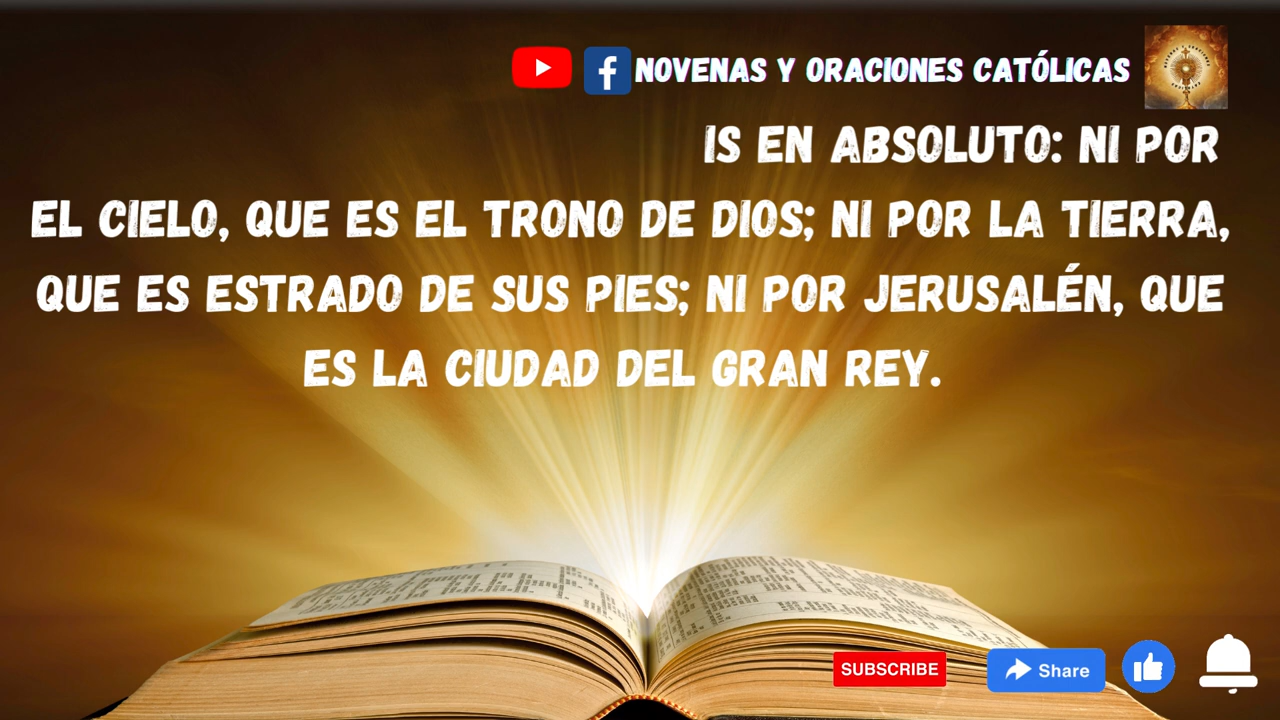 NOVENAS Y ORACIONES CATÓLICAS
IS EN ABSOLUTO: NI POR
EL CIELO, QUE ES EL TRONO DE DIOS; NI POR LA TIERRA,
QUE ES ESTRADO DE SUS PIES; NI POR JERUSALÉN, QUE
ES LA CIUDAD DEL GRAN REY.
SUBSCRIBE
Share